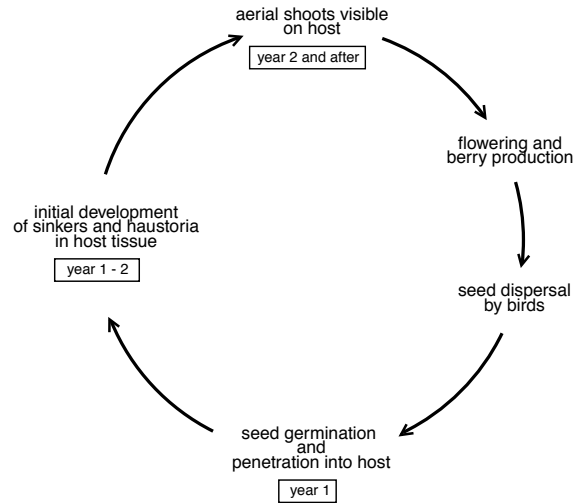 aerial shoots visible
on host
year 2 and after
flowering and
berry production
seed dispersal
by birds
seed germination
and
penetration into host
year 1
initial development
of sinkers and haustoria
in host tissue
year 1 - 2